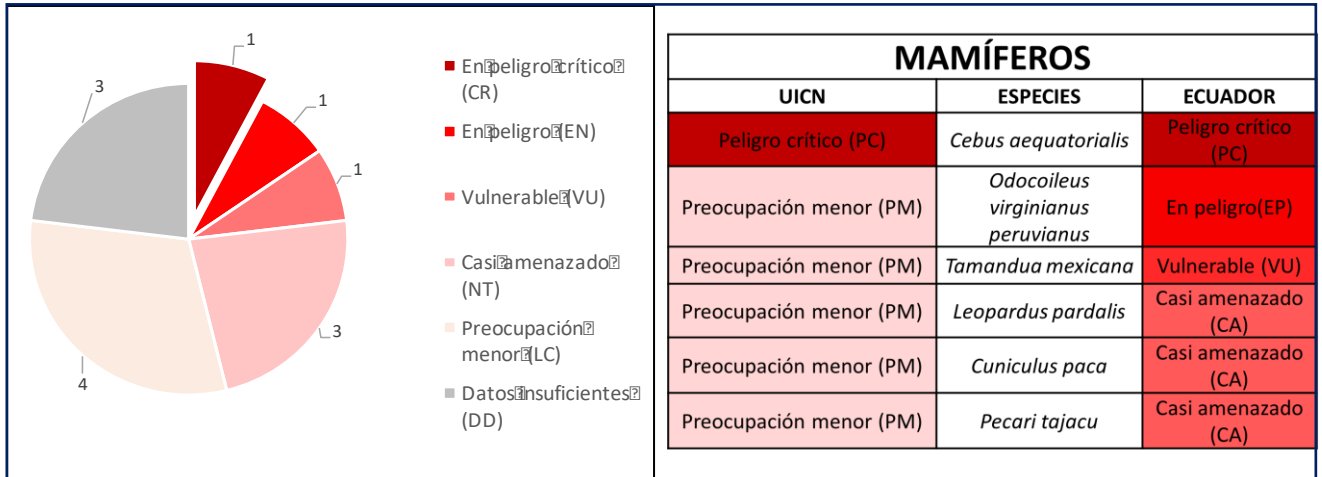 1
1
1
3
4
3
En peligro crítico
(CR)
En peligro (EN)
Vulnerable (VU)
Casi amenazado
(NT)
Preocupación
menor (LC)
Datos insuficientes
(DD)
MAMÍFEROS
UICN ESPECIES ECUADOR
Peligro crítico (PC) Cebus aequatorialis Peligro crítico
(PC)
Preocupación menor (PM) Odocoileus
virginianus
peruvianus En peligro(EP)
Preocupación menor (PM) Tamandua mexicana Vulnerable (VU)
Preocupación menor (PM) Leopardus pardalis Casi amenazado
(CA)
Preocupación menor (PM) Cuniculus paca Casi amenazado
(CA)
Preocupación menor (PM) Pecari tajacu Casi amenazado
(CA)